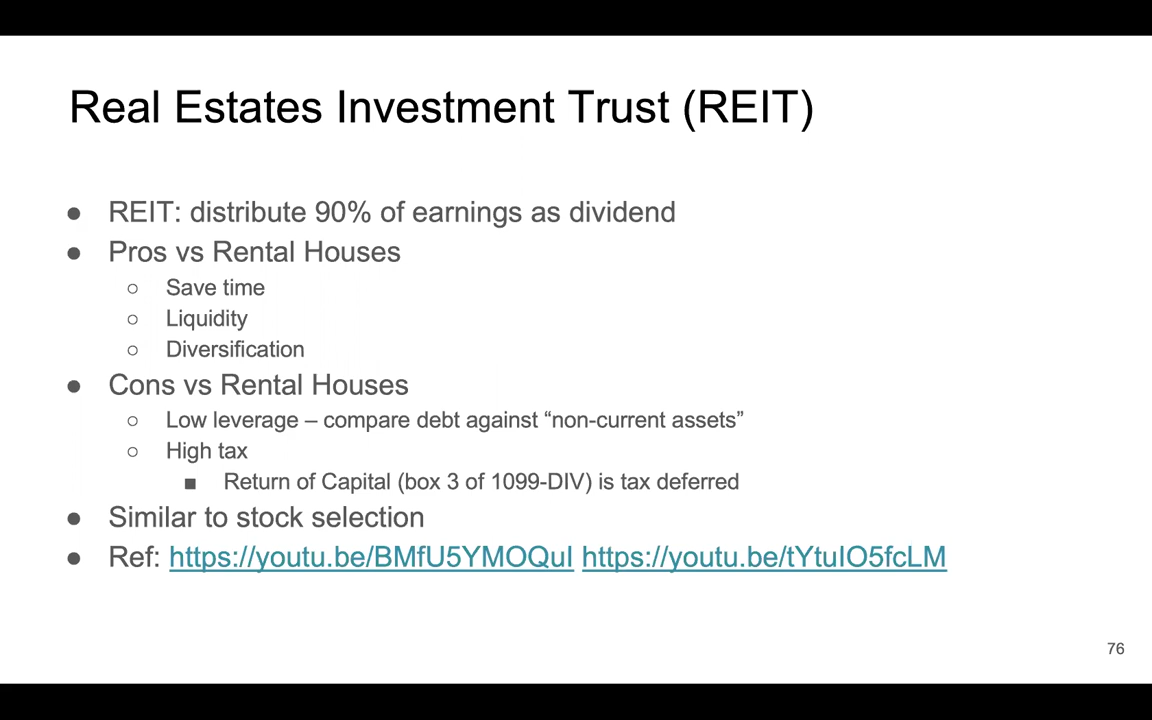 Real Estates Investment Trust (REIT)
● REIT: distribute 90% of earnings as dividend
● Pros vs Rental Houses
○ Save time
○ Liquidity
○ Diversification
● Cons vs Rental Houses
○ Low leverage – compare debt against “non-current assets”
○ High tax
■ Return of Capital (box 3 of 1099-DIV) is tax deferred
● Similar to stock selection
● Ref: https://youtu.be/BMfU5YMOQuI https://youtu.be/tYtuIO5fcLM
76